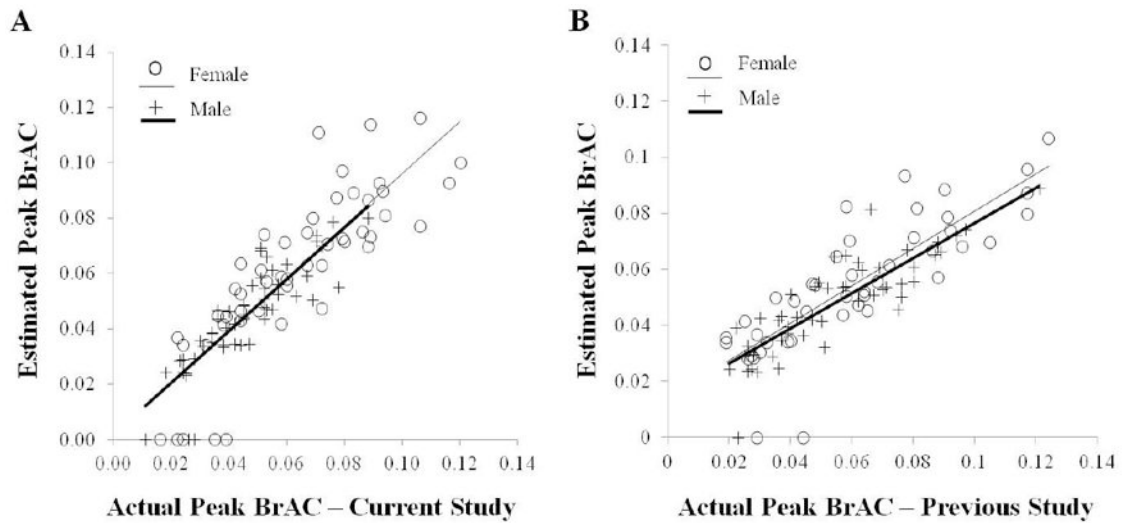 A
Estimated Peak BrAC
0.14
0.12
0.10
0.08
0.06
0.04
0.02
0.00
Female
Male
0.00 0.02 0.04 0.06 0.08 0.10 0.12 0.14
Actual Peak BrAC – Current Study
B
Estimated Peak BrAC
0.14
0.12
0.1
0.08
0.06
0.04
0.02
0
Female
Male
0 0.02 0.04 0.06 0.08 0.1 0.12 0.14
Actual Peak BrAC – Previous Study